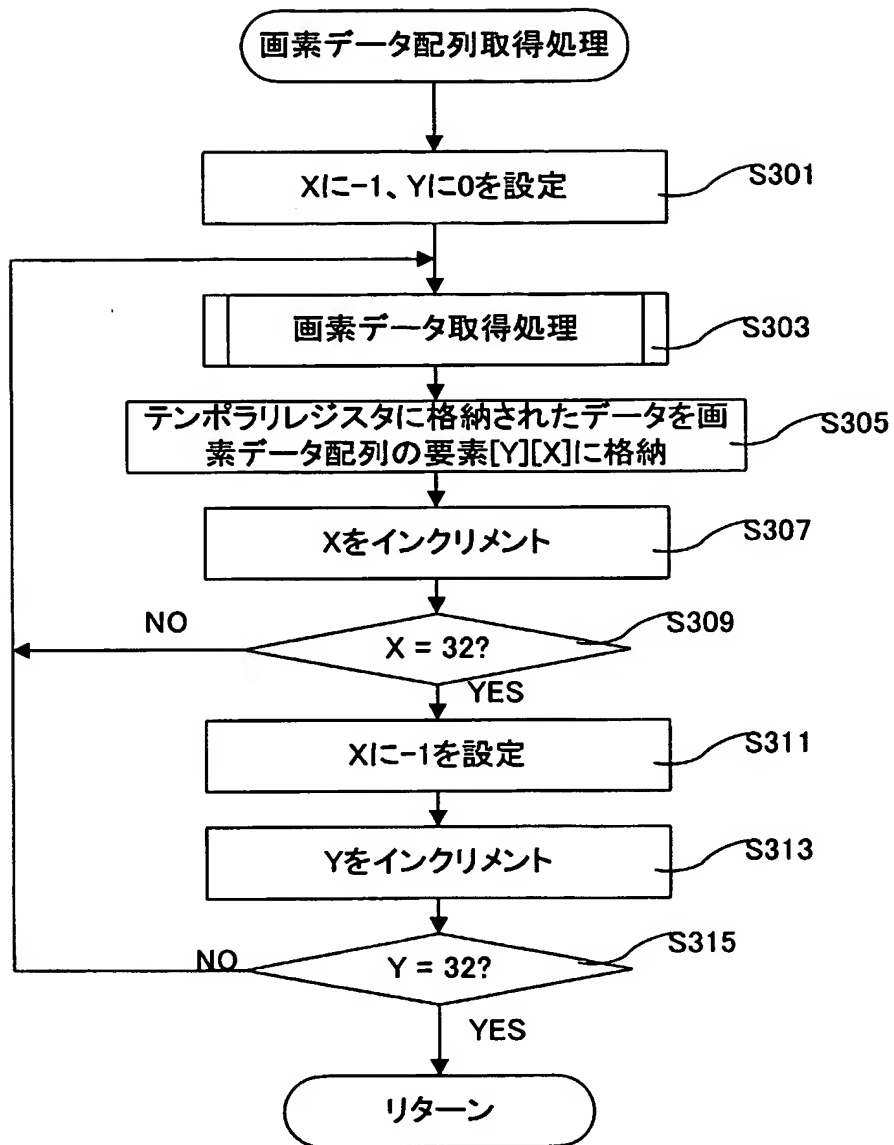 画素データ配列取得処理
Xに-1、Yに0を設定
S301
画素データ取得処理
S303
テンポラリレジスタに格納されたデータを画
素データ配列の要素[Y][X]に格納
S305
Xをインクリメント
S307
NO
X = 32?
S309
YES
Xに-1を設定
S311
Yをインクリメント
S313
NO
Y = 32?
S315
YES
リターン